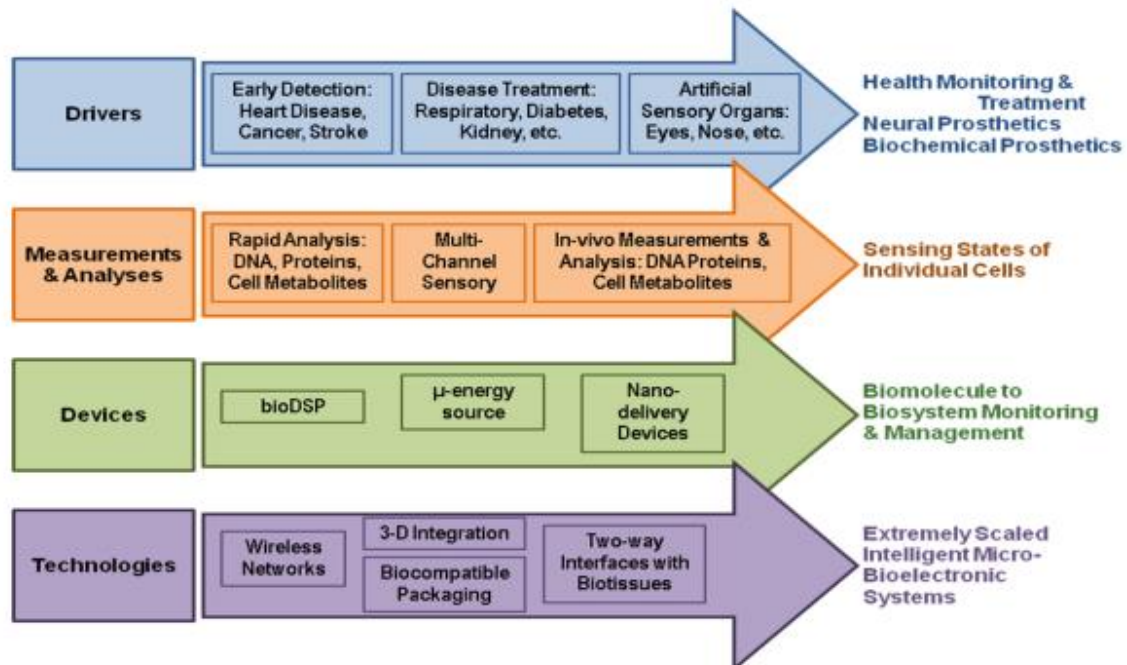 Drivers
Early Detection:
Heart Disease,
Cancer, Stroke
Disease Treatment:
Respiratory, Diabetes,
Kidney, etc.
Artificial
Sensory Organs:
Eyes, Nose, etc.
Health Monitoring &
Treatment
Neural Prosthetics
Biochemical Prosthetics
Measurements
& Analyses
Rapid Analysis:
DNA, Proteins,
Cell Metabolites
Multi-
Channel
Sensory
In-vivo Measurements &
Analysis: DNA Proteins,
Cell Metabolites
Sensing States of
Individual Cells
Devices
bioDSP
µ-energy
source
Nano-
delivery
Devices
Biomolecule to
Biosystem Monitoring
& Management
Technologies
Wireless
Networks
3-D Integration
Biocompatible
Packaging
Two-way
Interfaces with
Biotissues
Extremely Scaled
Intelligent Micro-
Bioelectronic
Systems